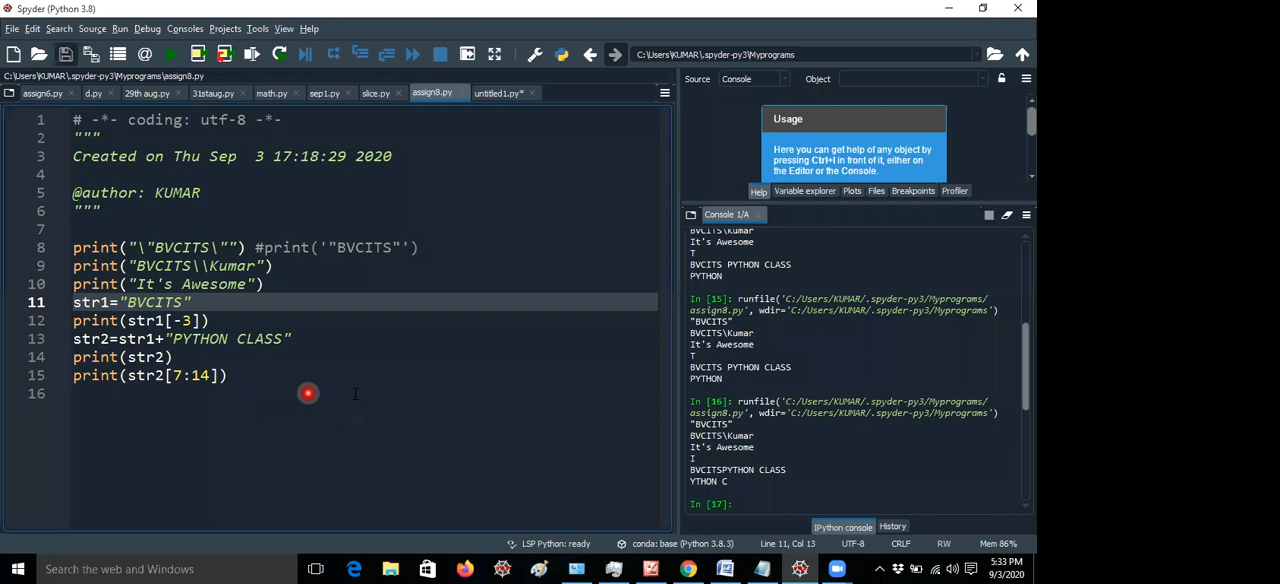 Spyder (Python 3.8)
File Edit Search Source Run Debug Consoles Projects Tools View Help
C:\Users\KUMAR\.spyder-py3\Myprograms
C:\Users\KUMAR\.spyder-py3\Myprograms\assign8.py
assign6.py d.py 29th aug.py 31staug.py math.py sep1.py slice.py assign8.py untitled1.py*
1 # -*- coding: utf-8 -*-
2 """
3 Created on Thu Sep  3 17:18:29 2020
4
5 @author: KUMAR
6 """
7
8 print("\"BVCITS\"") #print('"BVCITS"')
9 print("BVCITS\\Kumar")
10 print("It's Awesome")
11 str1="BVCITS"
12 print(str1[-3])
13 str2=str1+"PYTHON CLASS"
14 print(str2)
15 print(str2[7:14])
16
Source Console Object
Usage
Here you can get help of any object by
pressing Ctrl+I in front of it, either on
the Editor or the Console.
Help Variable explorer Plots Files Breakpoints Profiler
Console 1/A
BVCITS\Kumar
It's Awesome
T
BVCITS PYTHON CLASS
PYTHON
In [15]: runfile('C:/Users/KUMAR/.spyder-py3/Myprograms/
assign8.py', wdir='C:/Users/KUMAR/.spyder-py3/Myprograms')
"BVCITS"
BVCITS\Kumar
It's Awesome
T
BVCITS PYTHON CLASS
PYTHON
In [16]: runfile('C:/Users/KUMAR/.spyder-py3/Myprograms/
assign8.py', wdir='C:/Users/KUMAR/.spyder-py3/Myprograms')
"BVCITS"
BVCITS\Kumar
It's Awesome
I
BVCITSPYTHON CLASS
YTHON C
In [17]:
IPython console History
LSP Python: ready conda: base (Python 3.8.3) Line 11, Col 13 UTF-8 CRLF RW Mem 86%
Search the web and Windows
5:33 PM
9/3/2020